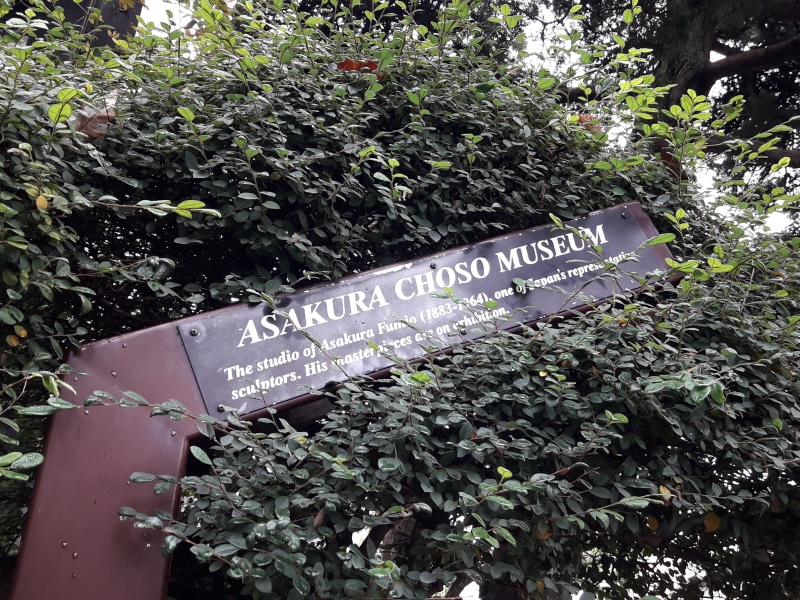 ASAKURA CHOSO MUSEUM
The studio of Asakura Fumio (1883-1964), one of Japan's representative
sculptors. His masterpieces are on exhibition.